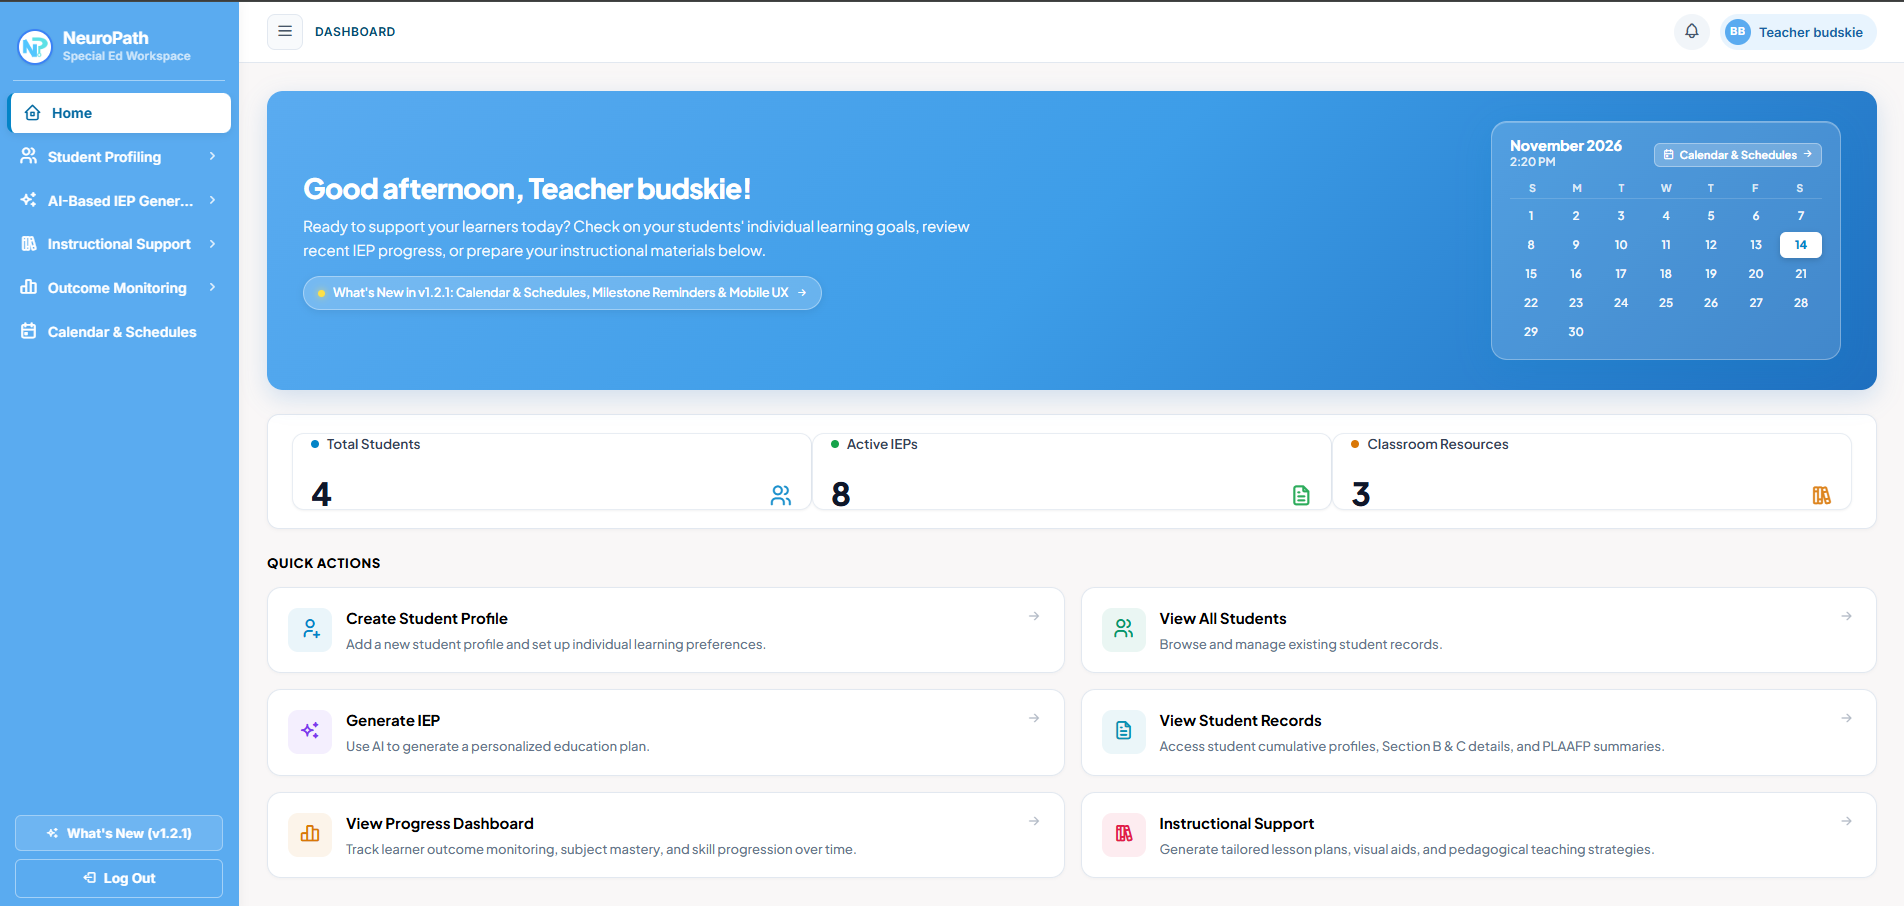 NeuroPath
Special Ed Workspace
Home
Student Profiling
AI-Based IEP Gener...
Instructional Support
Outcome Monitoring
Calendar & Schedules
What's New (v1.2.1)
Log Out
DASHBOARD
BB Teacher budskie
Good afternoon, Teacher budskie!
Ready to support your learners today? Check on your students' individual learning goals, review
recent IEP progress, or prepare your instructional materials below.
What's New in v1.2.1: Calendar & Schedules, Milestone Reminders & Mobile UX →
November 2026
2:20 PM
Calendar & Schedules →
S M T W T F S
1 2 3 4 5 6 7
8 9 10 11 12 13 14
15 16 17 18 19 20 21
22 23 24 25 26 27 28
29 30
Total Students
4
Active IEPs
8
Classroom Resources
3
QUICK ACTIONS
Create Student Profile
Add a new student profile and set up individual learning preferences.
View All Students
Browse and manage existing student records.
Generate IEP
Use AI to generate a personalized education plan.
View Student Records
Access student cumulative profiles, Section B & C details, and PLAAFP summaries.
View Progress Dashboard
Track learner outcome monitoring, subject mastery, and skill progression over time.
Instructional Support
Generate tailored lesson plans, visual aids, and pedagogical teaching strategies.